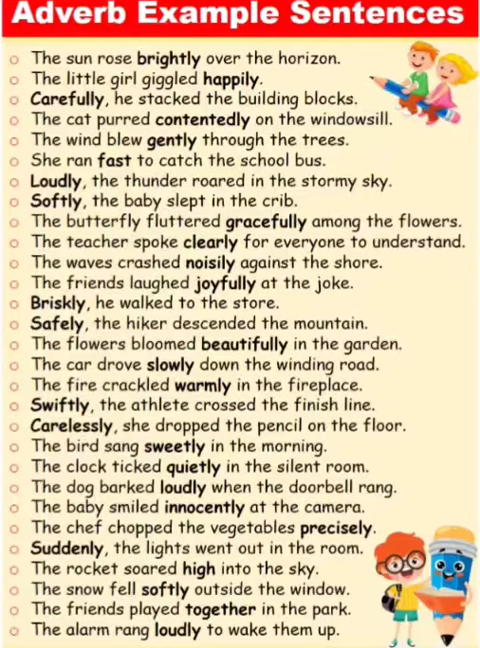 Adverb Example Sentences
The sun rose brightly over the horizon.
The little girl giggled happily.
Carefully, he stacked the building blocks.
The cat purred contentedly on the windowsill.
The wind blew gently through the trees.
She ran fast to catch the school bus.
Loudly, the thunder roared in the stormy sky.
Softly, the baby slept in the crib.
The butterfly fluttered gracefully among the flowers.
The teacher spoke clearly for everyone to understand.
The waves crashed noisily against the shore.
The friends laughed joyfully at the joke.
Briskly, he walked to the store.
Safely, the hiker descended the mountain.
The flowers bloomed beautifully in the garden.
The car drove slowly down the winding road.
The fire crackled warmly in the fireplace.
Swiftly, the athlete crossed the finish line.
Carelessly, she dropped the pencil on the floor.
The bird sang sweetly in the morning.
The clock ticked quietly in the silent room.
The dog barked loudly when the doorbell rang.
The baby smiled innocently at the camera.
The chef chopped the vegetables precisely.
Suddenly, the lights went out in the room.
The rocket soared high into the sky.
The snow fell softly outside the window.
The friends played together in the park.
The alarm rang loudly to wake them up.